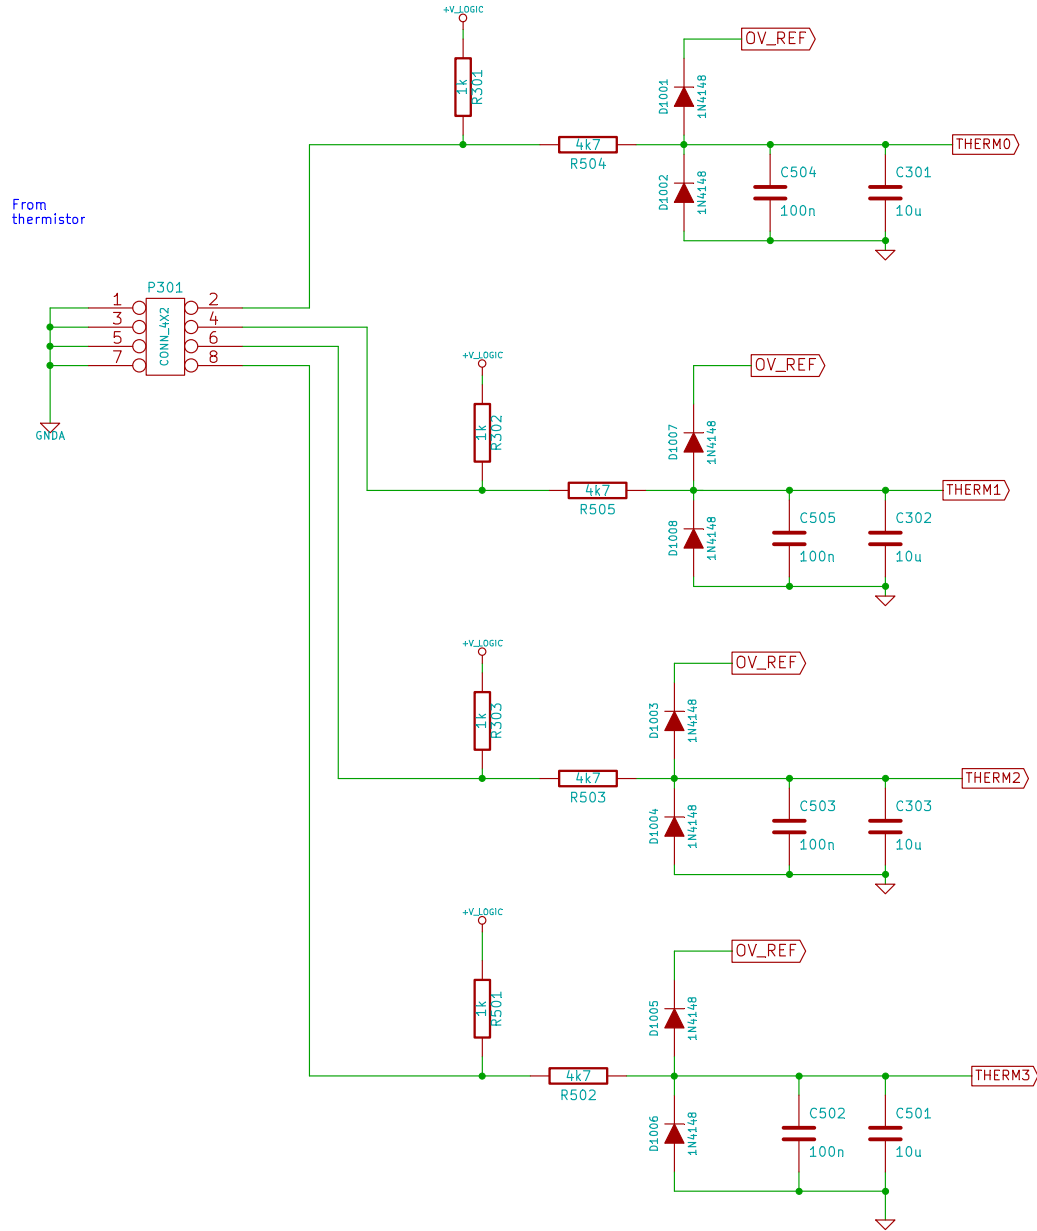 +V_LOGIC
OV_REF
1k
R301
D1001
1N4148
4k7
R504
THERM0
D1002
1N4148
C504
100n
C301
10u
From
thermistor
P301
CONN_4X2
1
2
3
4
5
6
7
8
GNDA
+V_LOGIC
OV_REF
1k
R302
D1007
1N4148
4k7
R505
THERM1
D1008
1N4148
C505
100n
C302
10u
+V_LOGIC
OV_REF
1k
R303
D1003
1N4148
4k7
R503
THERM2
D1004
1N4148
C503
100n
C303
10u
+V_LOGIC
OV_REF
1k
R501
D1005
1N4148
4k7
R502
THERM3
D1006
1N4148
C502
100n
C501
10u